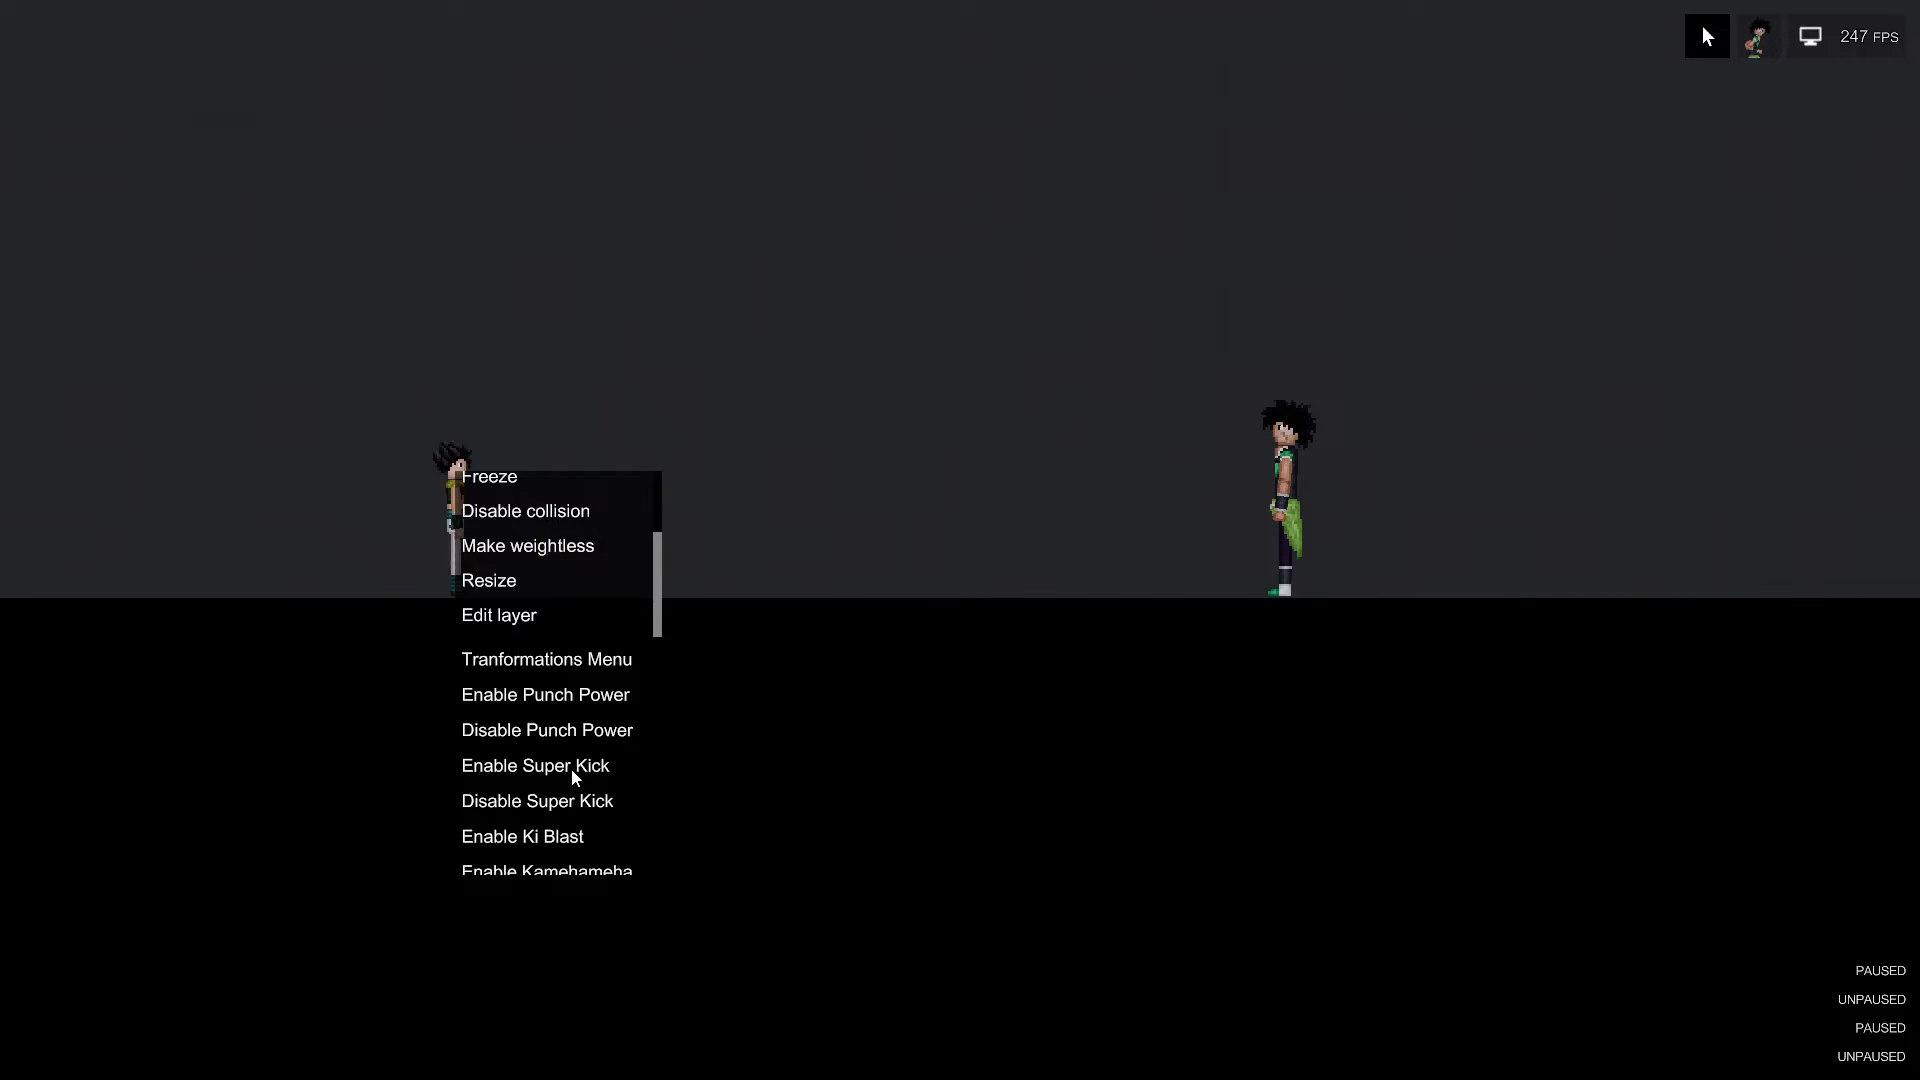 247 FPS
Freeze
Disable collision
Make weightless
Resize
Edit layer
Tranformations Menu
Enable Punch Power
Disable Punch Power
Enable Super Kick
Disable Super Kick
Enable Ki Blast
Enable Kamehameha
PAUSED
UNPAUSED
PAUSED
UNPAUSED